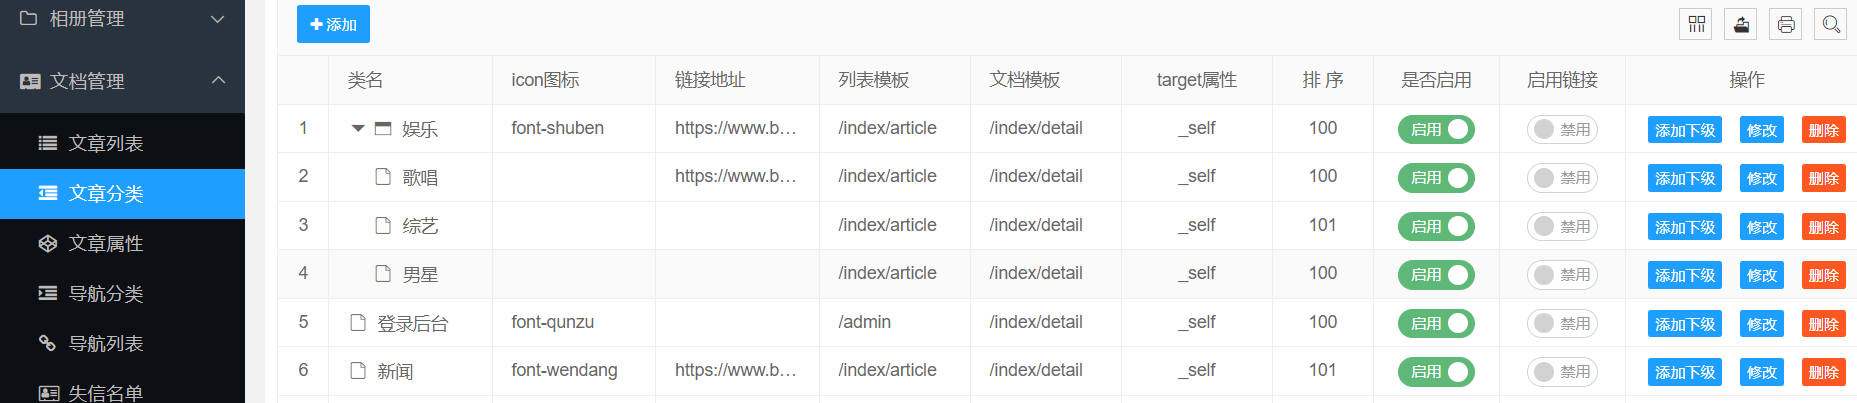 相册管理
文档管理
文章列表
文章分类
文章属性
导航分类
导航列表
失信名单
添加
类名 icon图标 链接地址 列表模板 文档模板 target属性 排 序 是否启用 启用链接 操作
1 娱乐 font-shuben https://www.b... /index/article /index/detail _self 100 启用 禁用 添加下级 修改 删除
2 歌唱 https://www.b... /index/article /index/detail _self 100 启用 禁用 添加下级 修改 删除
3 综艺 /index/article /index/detail _self 101 启用 禁用 添加下级 修改 删除
4 男星 /index/article /index/detail _self 100 启用 禁用 添加下级 修改 删除
5 登录后台 font-qunzu /admin /index/detail _self 100 启用 禁用 添加下级 修改 删除
6 新闻 font-wendang https://www.b... /index/article /index/detail _self 101 启用 禁用 添加下级 修改 删除